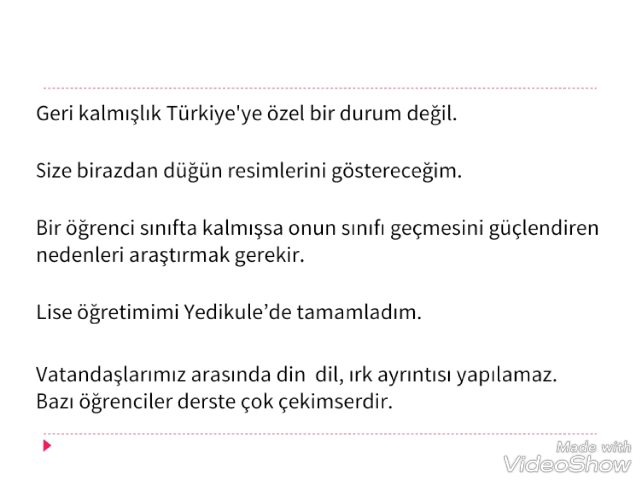 Geri kalmışlık Türkiye'ye özel bir durum değil.
Size birazdan düğün resimlerini göstereceğim.
Bir öğrenci sınıfta kalmışsa onun sınıfı geçmesini güçlendiren
nedenleri araştırmak gerekir.
Lise öğretimimi Yedikule’de tamamladım.
Vatandaşlarımız arasında din  dil, ırk ayrıntısı yapılamaz.
Bazı öğrenciler derste çok çekimserdir.
Made with
VideoShow